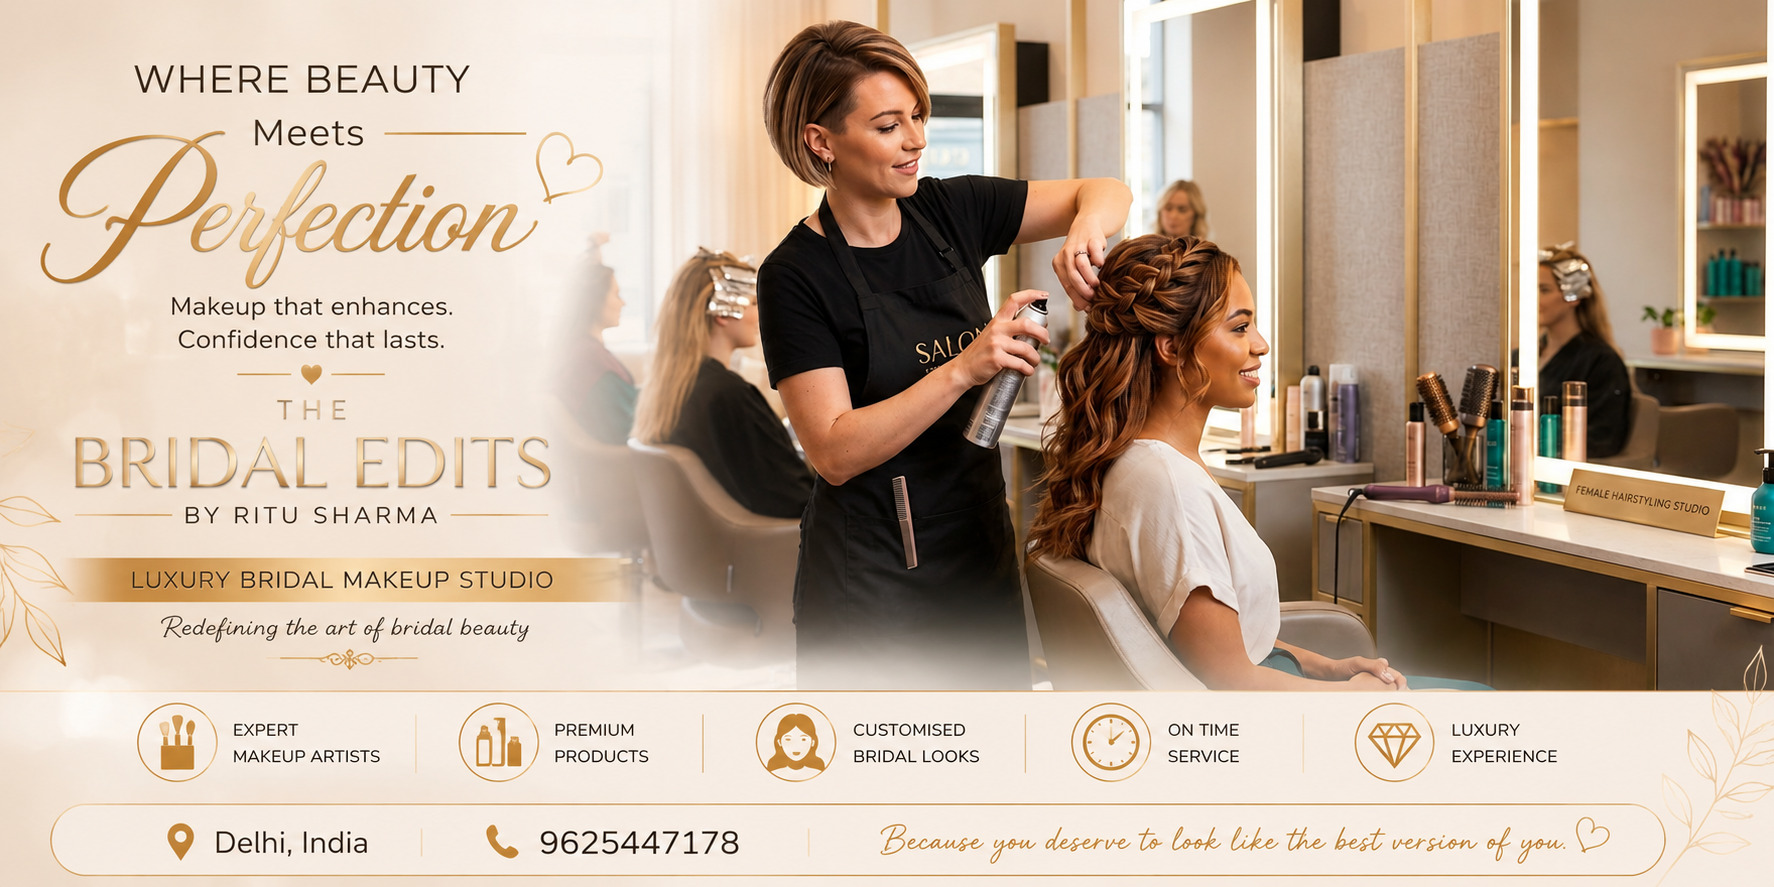 WHERE BEAUTY
Meets
Perfection
Makeup that enhances.
Confidence that lasts.
THE
BRIDAL EDITS
BY RITU SHARMA
LUXURY BRIDAL MAKEUP STUDIO
Redefining the art of bridal beauty
SALON
FEMALE HAIRSTYLING STUDIO
EXPERT
MAKEUP ARTISTS
PREMIUM
PRODUCTS
CUSTOMISED
BRIDAL LOOKS
ON TIME
SERVICE
LUXURY
EXPERIENCE
Delhi, India
9625447178
Because you deserve to look like the best version of you.